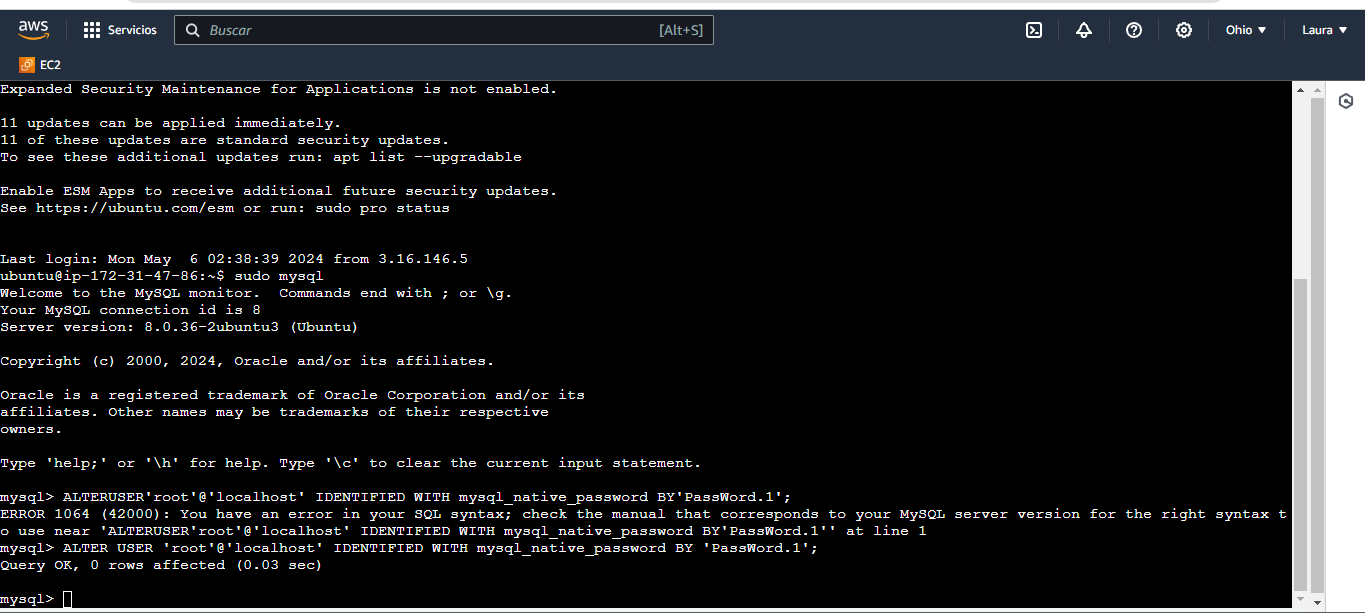 aws
Servicios
Buscar
[Alt+S]
Ohio ▼
Laura ▼
EC2
Expanded Security Maintenance for Applications is not enabled.
11 updates can be applied immediately.
11 of these updates are standard security updates.
To see these additional updates run: apt list --upgradable
Enable ESM Apps to receive additional future security updates.
See https://ubuntu.com/esm or run: sudo pro status
Last login: Mon May  6 02:38:39 2024 from 3.16.146.5
ubuntu@ip-172-31-47-86:~$ sudo mysql
Welcome to the MySQL monitor.  Commands end with ; or \g.
Your MySQL connection id is 8
Server version: 8.0.36-2ubuntu3 (Ubuntu)
Copyright (c) 2000, 2024, Oracle and/or its affiliates.
Oracle is a registered trademark of Oracle Corporation and/or its
affiliates. Other names may be trademarks of their respective
owners.
Type 'help;' or '\h' for help. Type '\c' to clear the current input statement.
mysql> ALTERUSER'root'@'localhost' IDENTIFIED WITH mysql_native_password BY'PassWord.1';
ERROR 1064 (42000): You have an error in your SQL syntax; check the manual that corresponds to your MySQL server version for the right syntax t
o use near 'ALTERUSER'root'@'localhost' IDENTIFIED WITH mysql_native_password BY'PassWord.1'' at line 1
mysql> ALTER USER 'root'@'localhost' IDENTIFIED WITH mysql_native_password BY 'PassWord.1';
Query OK, 0 rows affected (0.03 sec)
mysql>